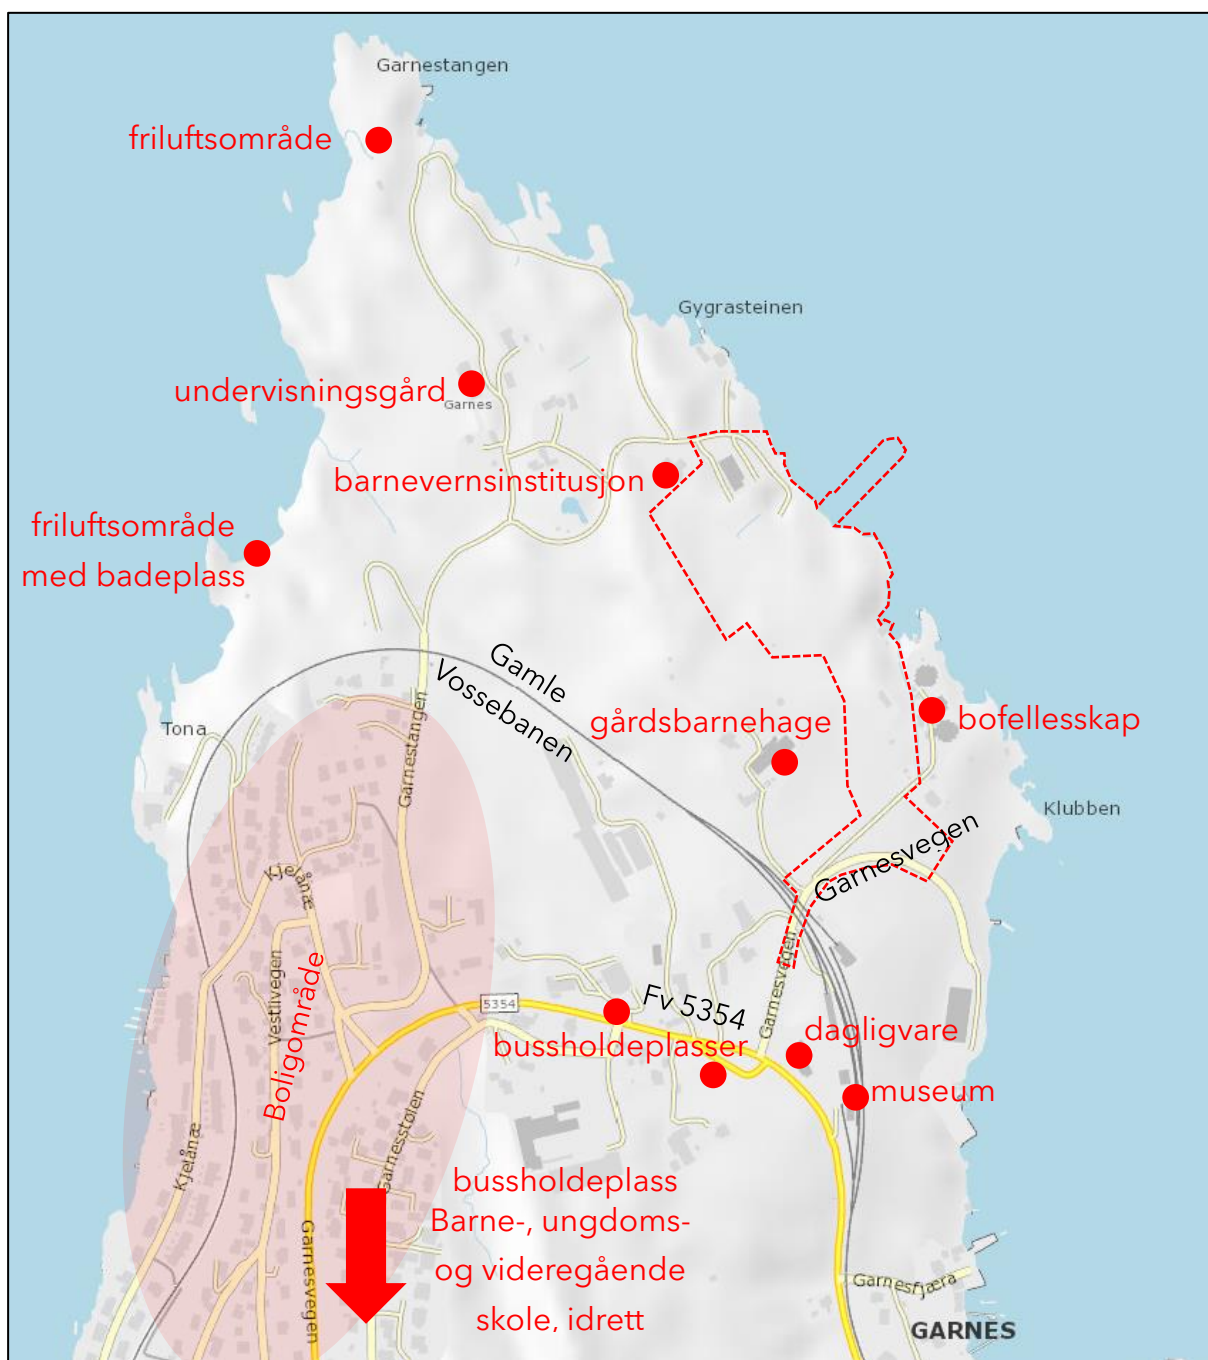 Garnestangen
friluftsområde
Gygrasteinen
undervisningsgård
Garnes
barnevernsinstitusjon
friluftsområde
med badeplass
Gamle
Vossebanen
Garnestangen
Tona
gårdsbarnehage
bofellesskap
Klubben
Garnesvegen
Kjelånæ
Vestlivegen
Boligområde
5354
Fv 5354
Garnesvegen
dagligvare
bussholdeplasser
museum
Kjelånæ
Garnesstølen
Garnesvegen
bussholdeplass
Barne-, ungdoms-
og videregående
skole, idrett
Garnesfjæra
GARNES